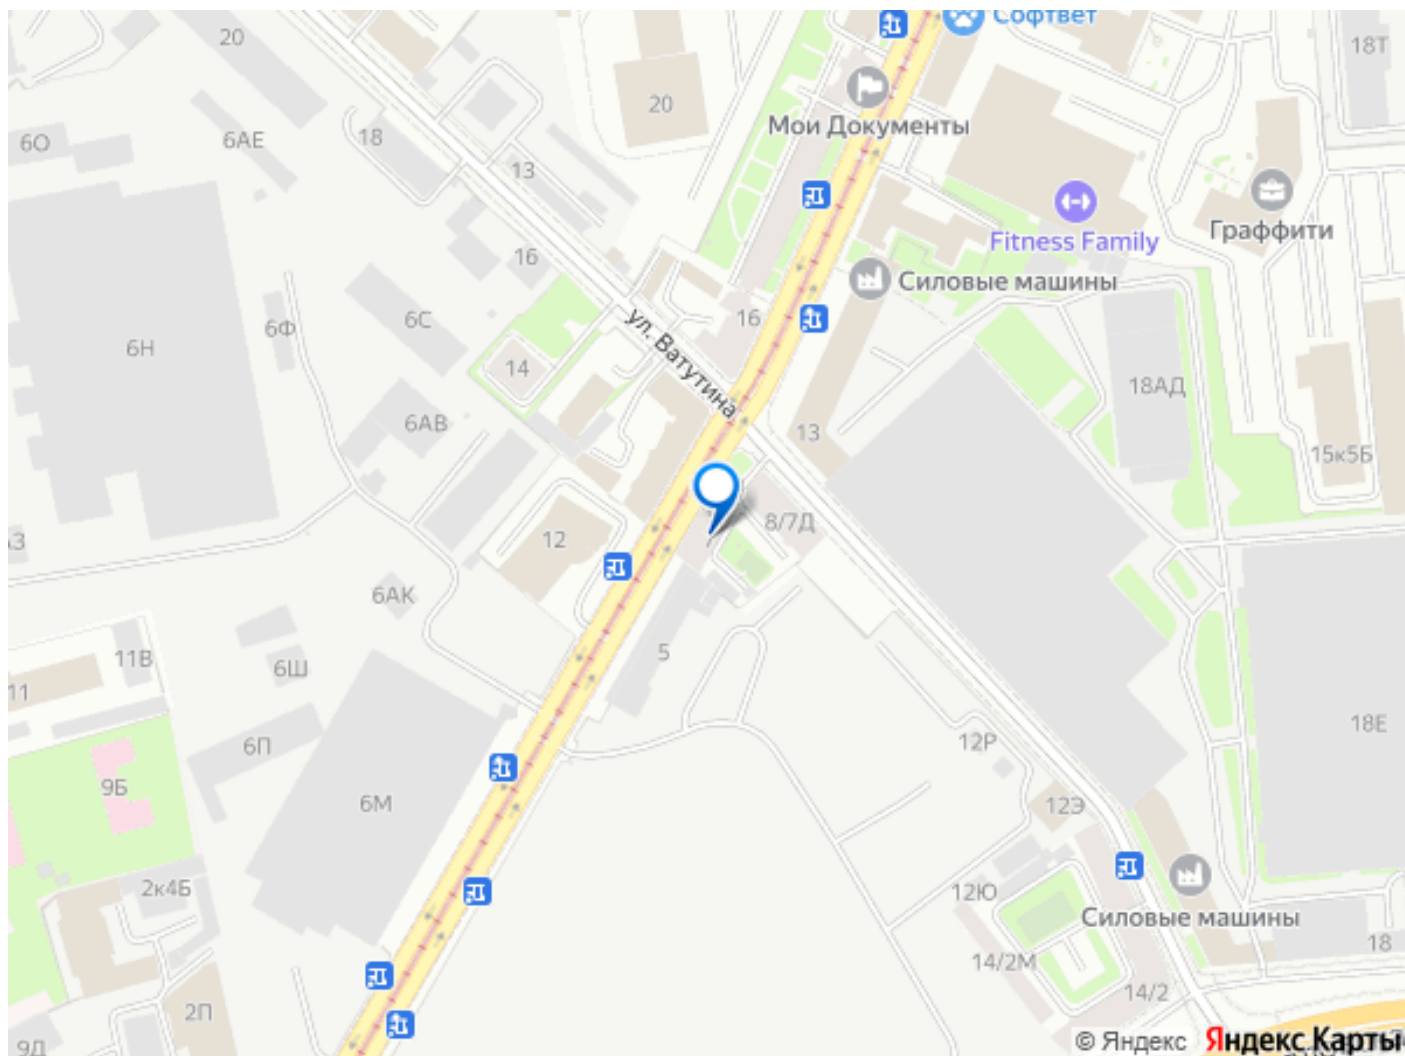 Софтвет
20
18Т
20
Мои Документы
6О
6АЕ
18
13
Fitness Family
Граффити
16
Силовые машины
6Ф
6С
16
ул. Ватутина
6Н
14
18АД
6АВ
13
15к5Б
8/7Д
12
6АК
11В
6Ш
5
11
18Е
6П
12Р
9Б
6М
12Э
2к4Б
12Ю
Силовые машины
18
14/2М
14/2
2П
9Д
© Яндекс Яндекс.Карты